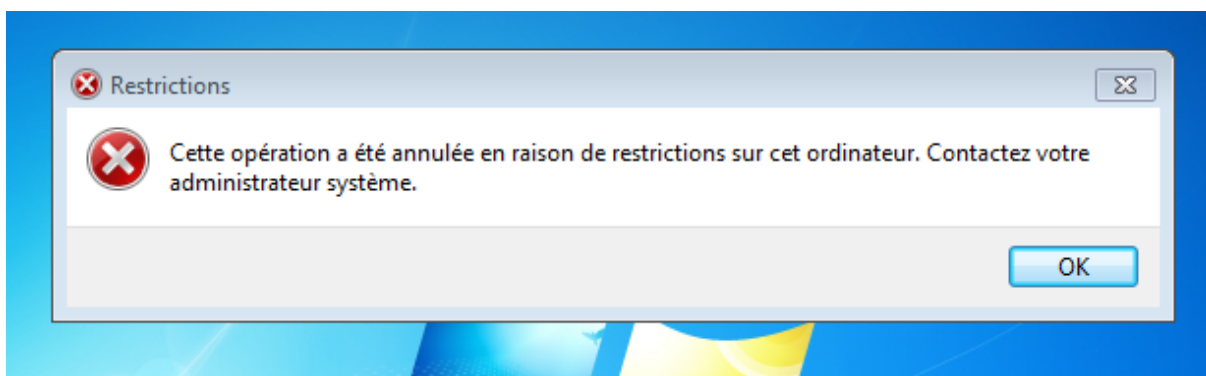 Restrictions
Cette opération a été annulée en raison de restrictions sur cet ordinateur. Contactez votre
administrateur système.
OK